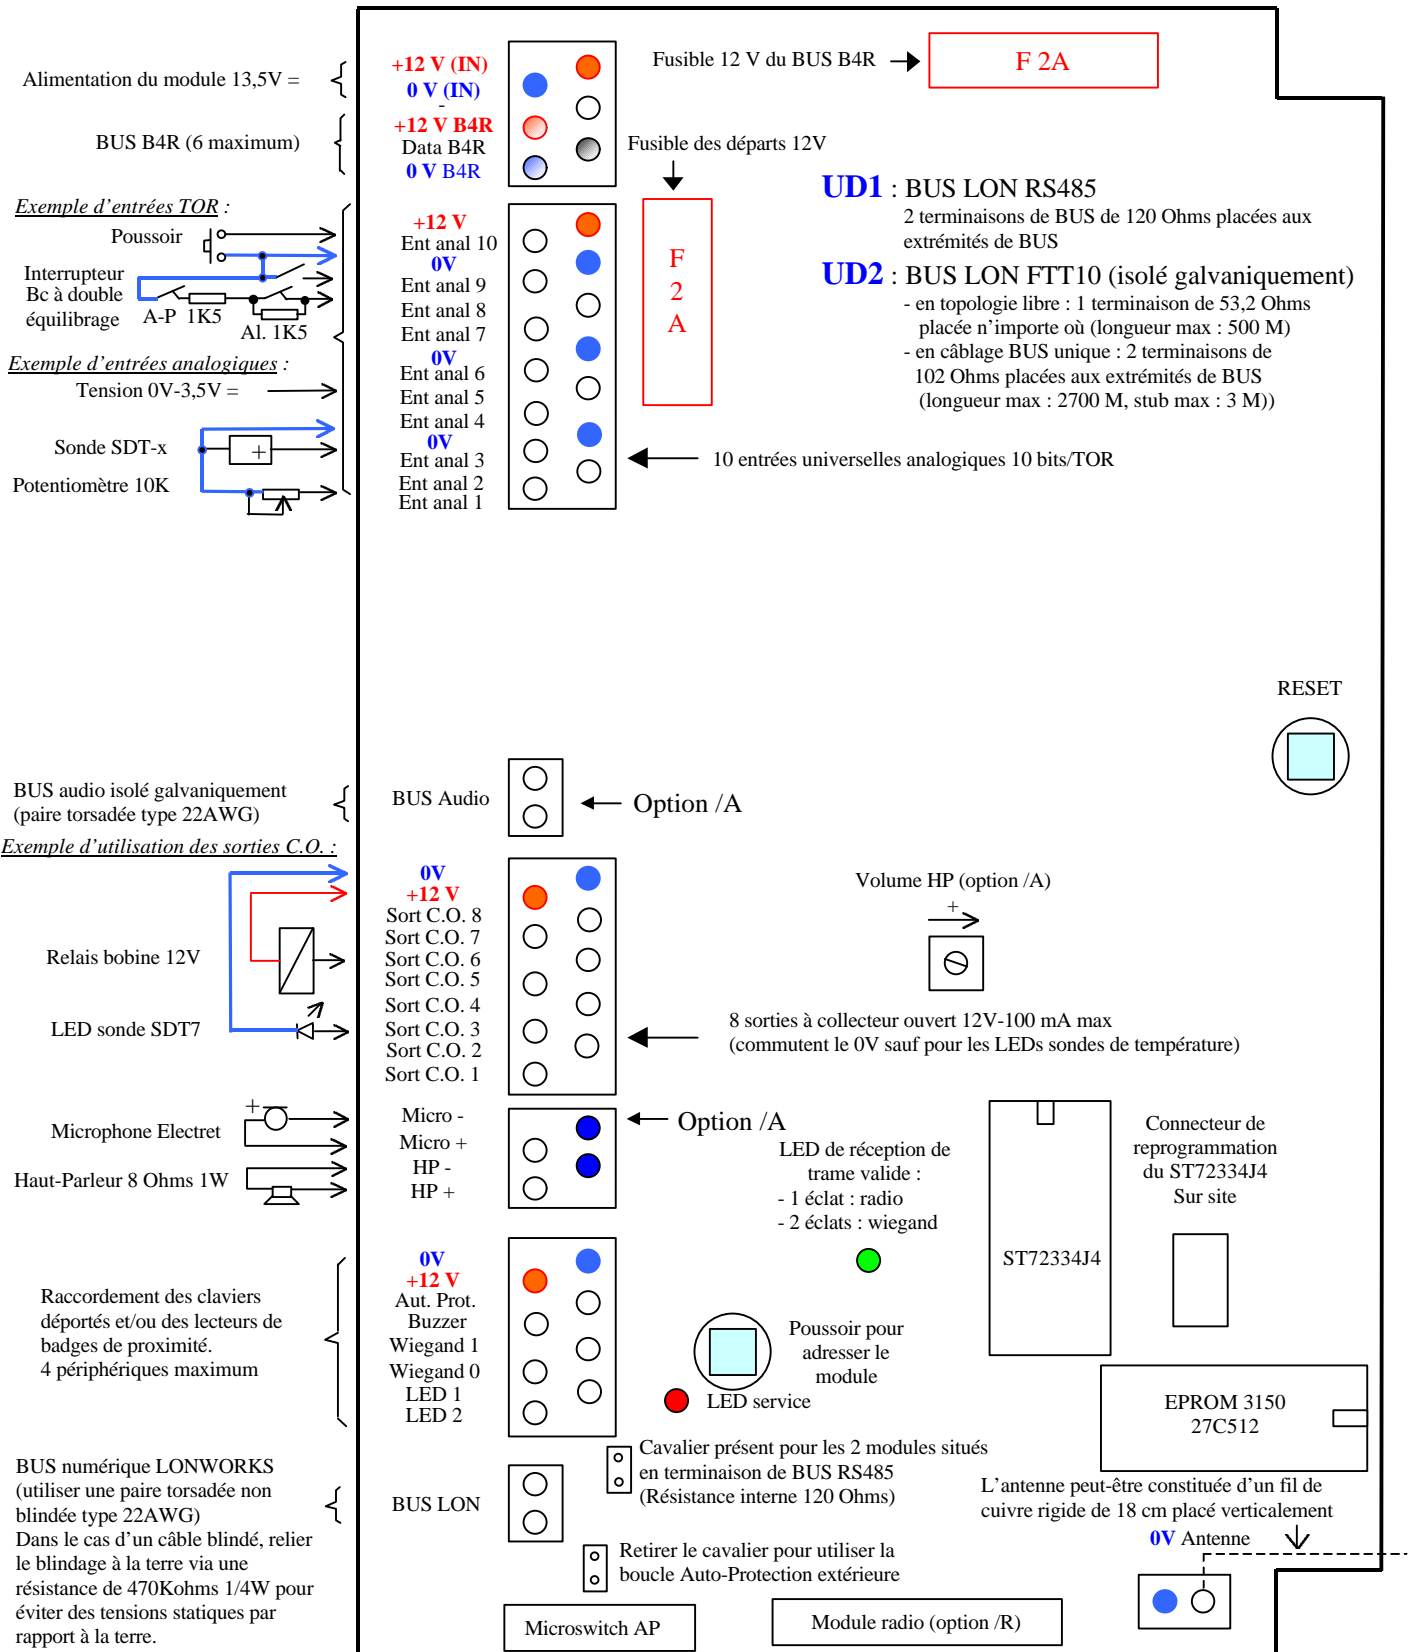 Alimentation du module 13,5V =
BUS B4R (6 maximum)
+12 V (IN)
0 V (IN)
-
+12 V B4R
Data B4R
0 V B4R
Fusible 12 V du BUS B4R
F 2A
Fusible des départs 12V
F
2
A
UD1 : BUS LON RS485
2 terminaisons de BUS de 120 Ohms placées aux
extrémités de BUS
UD2 : BUS LON FTT10 (isolé galvaniquement)
- en topologie libre : 1 terminaison de 53,2 Ohms
placée n’importe où (longueur max : 500 M)
- en câblage BUS unique : 2 terminaisons de
102 Ohms placées aux extrémités de BUS
(longueur max : 2700 M, stub max : 3 M))
Exemple d’entrées TOR :
Poussoir
Interrupteur
Bc à double
équilibrage
A-P 1K5
Al. 1K5
Exemple d’entrées analogiques :
Tension 0V-3,5V =
Sonde SDT-x
+
Potentiomètre 10K
+12 V
Ent anal 10
0V
Ent anal 9
Ent anal 8
Ent anal 7
0V
Ent anal 6
Ent anal 5
Ent anal 4
0V
Ent anal 3
Ent anal 2
Ent anal 1
10 entrées universelles analogiques 10 bits/TOR
RESET
BUS audio isolé galvaniquement
(paire torsadée type 22AWG)
BUS Audio
Option /A
Exemple d’utilisation des sorties C.O. :
Relais bobine 12V
LED sonde SDT7
0V
+12 V
Sort C.O. 8
Sort C.O. 7
Sort C.O. 6
Sort C.O. 5
Sort C.O. 4
Sort C.O. 3
Sort C.O. 2
Sort C.O. 1
Volume HP (option /A)
+
8 sorties à collecteur ouvert 12V-100 mA max
(commutent le 0V sauf pour les LEDs sondes de température)
Microphone Electret
+
Haut-Parleur 8 Ohms 1W
Micro -
Micro +
HP -
HP +
Option /A
LED de réception de
trame valide :
- 1 éclat : radio
- 2 éclats : wiegand
ST72334J4
Connecteur de
reprogrammation
du ST72334J4
Sur site
Raccordement des claviers
déportés et/ou des lecteurs de
badges de proximité.
4 périphériques maximum
0V
+12 V
Aut. Prot.
Buzzer
Wiegand 1
Wiegand 0
LED 1
LED 2
Poussoir pour
adresser le
module
LED service
EPROM 3150
27C512
BUS numérique LONWORKS
(utiliser une paire torsadée non
blindée type 22AWG)
Dans le cas d’un câble blindé, relier
le blindage à la terre via une
résistance de 470Kohms 1/4W pour
éviter des tensions statiques par
rapport à la terre.
BUS LON
Cavalier présent pour les 2 modules situés
en terminaison de BUS RS485
(Résistance interne 120 Ohms)
Retirer le cavalier pour utiliser la
boucle Auto-Protection extérieure
L’antenne peut-être constituée d’un fil de
cuivre rigide de 18 cm placé verticalement
0V Antenne
Microswitch AP
Module radio (option /R)